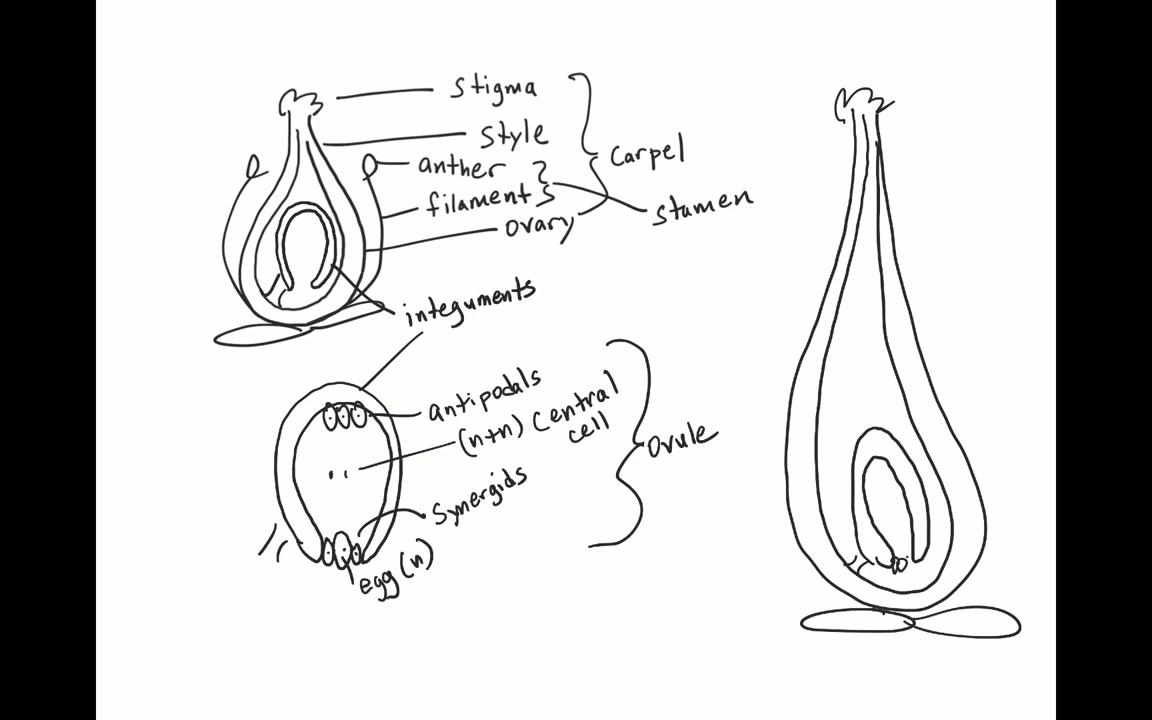 Stigma
Style
Carpel
anther
filament
Stamen
ovary
integuments
antipodals
(n+n) Central
cell
Ovule
Synergids
egg (n)